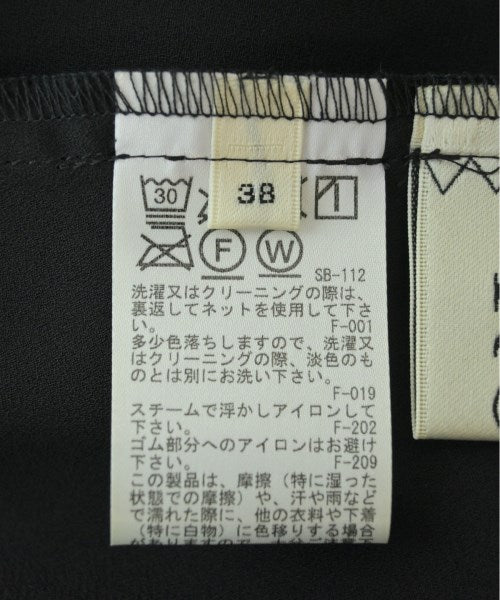 38
30
F
W
SB-112
洗濯又はクリーニングの際は、
裏返してネットを使用して下さ
い。 F-001
多少色落ちしますので、洗濯又
はクリーニングの際、淡色のも
のとは別にお洗い下さい。
F-019
スチームで浮かしアイロンして
下さい。 F-202
ゴム部分へのアイロンはお避け
下さい。 F-209
この製品は、摩擦（特に湿った
状態での摩擦）や、汗や雨など
で濡れた際に、他の衣料や下着
（特に白物）に色移りする場合
がありますので、